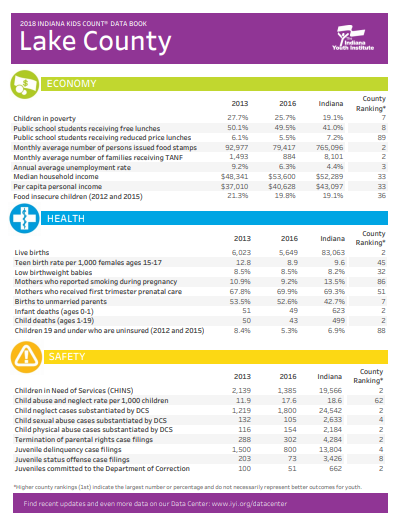 2018 INDIANA KIDS COUNT® DATA BOOK
Lake County
Indiana
Youth Institute
ECONOMY
2013 2016 Indiana County Ranking*
Children in poverty 27.7% 25.7% 19.1% 7
Public school students receiving free lunches 50.1% 49.5% 41.0% 8
Public school students receiving reduced price lunches 6.1% 5.5% 7.2% 89
Monthly average number of persons issued food stamps 92,977 79,417 765,096 2
Monthly average number of families receiving TANF 1,493 884 8,101 2
Annual average unemployment rate 9.2% 6.3% 4.4% 3
Median household income $48,341 $53,600 $52,289 33
Per capita personal income $37,010 $40,628 $43,097 33
Food insecure children (2012 and 2015) 21.3% 19.8% 19.1% 36
HEALTH
2013 2016 Indiana County Ranking*
Live births 6,023 5,649 83,063 2
Teen birth rate per 1,000 females ages 15-17 12.8 8.9 9.6 45
Low birthweight babies 8.5% 8.5% 8.2% 32
Mothers who reported smoking during pregnancy 10.9% 9.2% 13.5% 86
Mothers who received first trimester prenatal care 67.8% 69.9% 69.3% 51
Births to unmarried parents 53.5% 52.6% 42.7% 7
Infant deaths (ages 0-1) 51 49 623 2
Child deaths (ages 1-19) 50 43 499 2
Children 19 and under who are uninsured (2012 and 2015) 8.4% 5.3% 6.9% 88
SAFETY
2013 2016 Indiana County Ranking*
Children in Need of Services (CHINS) 2,139 1,385 19,566 2
Child abuse and neglect rate per 1,000 children 11.9 17.6 18.6 62
Child neglect cases substantiated by DCS 1,219 1,800 24,542 2
Child sexual abuse cases substantiated by DCS 132 105 2,633 4
Child physical abuse cases substantiated by DCS 116 154 2,184 2
Termination of parental rights case filings 288 302 4,284 2
Juvenile delinquency case filings 1,500 800 13,804 4
Juvenile status offense case filings 203 73 3,426 8
Juveniles committed to the Department of Correction 100 51 662 2
*Higher county rankings (1st) indicate the largest number or percentage and do not necessarily represent better outcomes for youth.
Find recent updates and even more data on our Data Center: www.iyi.org/datacenter